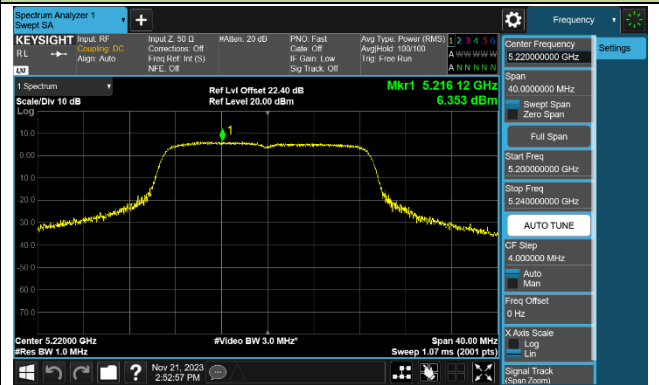 Spectrum Analyzer 1
Swept SA
+
Frequency
KEYSIGHT
RL
LXI
Input: RF
Coupling: DC
Align: Auto
Input Z: 50 Ω
Corrections: Off
Freq Ref: Int (S)
NFE: Off
#Atten: 20 dB
PNO: Fast
Gate: Off
IF Gain: Low
Sig Track: Off
Avg Type: Power (RMS)
Avg|Hold: 100/100
Trig: Free Run
1 2 3 4 5 6
A W W W W W
A N N N N N
1 Spectrum
Scale/Div 10 dB
Log
Ref Lvl Offset 22.40 dB
Ref Level 20.00 dBm
Mkr1 5.216 12 GHz
6.353 dBm
1
10.0
0.00
-10.0
-20.0
-30.0
-40.0
-50.0
-60.0
-70.0
Center 5.22000 GHz
#Res BW 1.0 MHz
#Video BW 3.0 MHz*
Span 40.00 MHz
Sweep 1.07 ms (2001 pts)
?
Nov 21, 2023
2:52:57 PM
Center Frequency
5.220000000 GHz
Span
40.0000000 MHz
Swept Span
Zero Span
Full Span
Start Freq
5.200000000 GHz
Stop Freq
5.240000000 GHz
AUTO TUNE
CF Step
4.000000 MHz
Auto
Man
Freq Offset
0 Hz
X Axis Scale
Log
Lin
Signal Track
(Span Zoom)
Settings